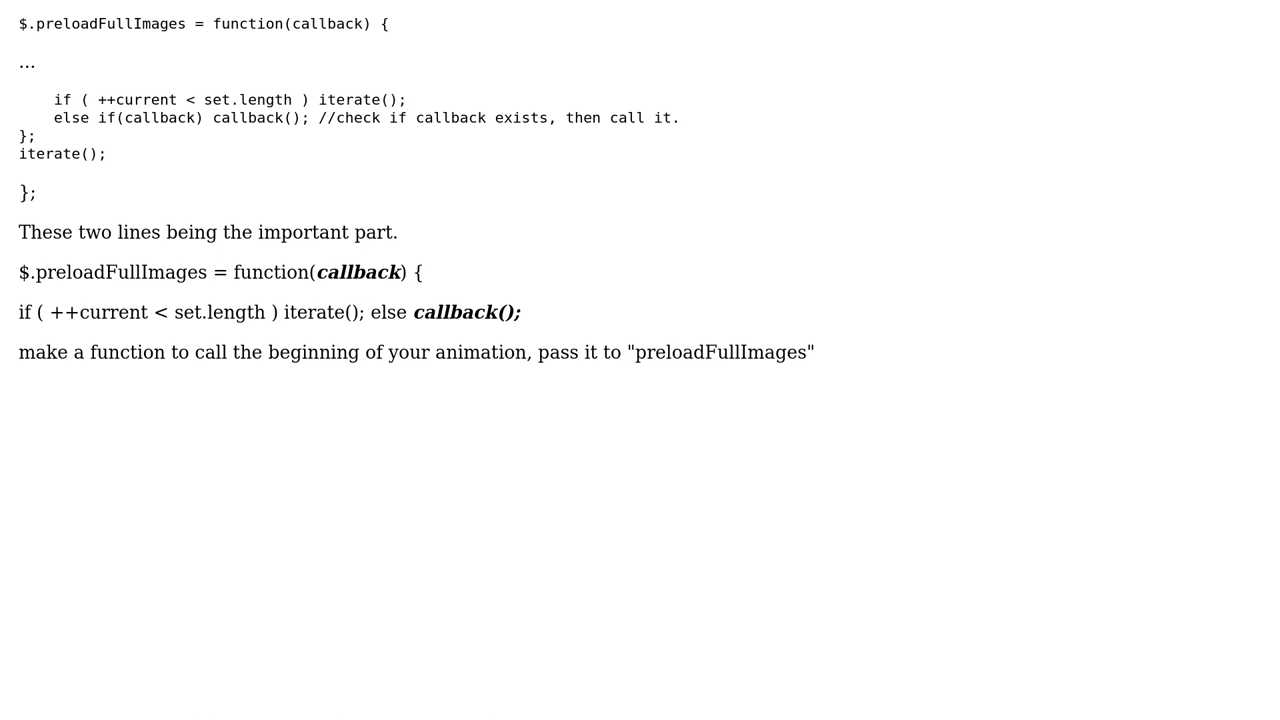 $.preloadFullImages = function(callback) {
...
    if ( ++current < set.length ) iterate();
    else if(callback) callback(); //check if callback exists, then call it.
};
iterate();
};
These two lines being the important part.
$.preloadFullImages = function(callback) {
if ( ++current < set.length ) iterate(); else callback();
make a function to call the beginning of your animation, pass it to "preloadFullImages"